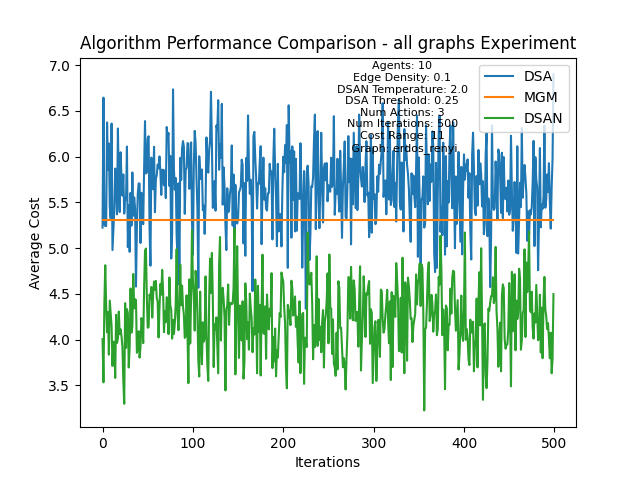 Algorithm Performance Comparison - all graphs Experiment
Agents: 10
Edge Density: 0.1
DSAN Temperature: 2.0
DSA Threshold: 0.25
Num Actions: 3
Num Iterations: 500
Cost Range: 11
Graph: erdos_renyi
DSA
MGM
DSAN
Average Cost
7.0
6.5
6.0
5.5
5.0
4.5
4.0
3.5
0
100
200
300
400
500
Iterations